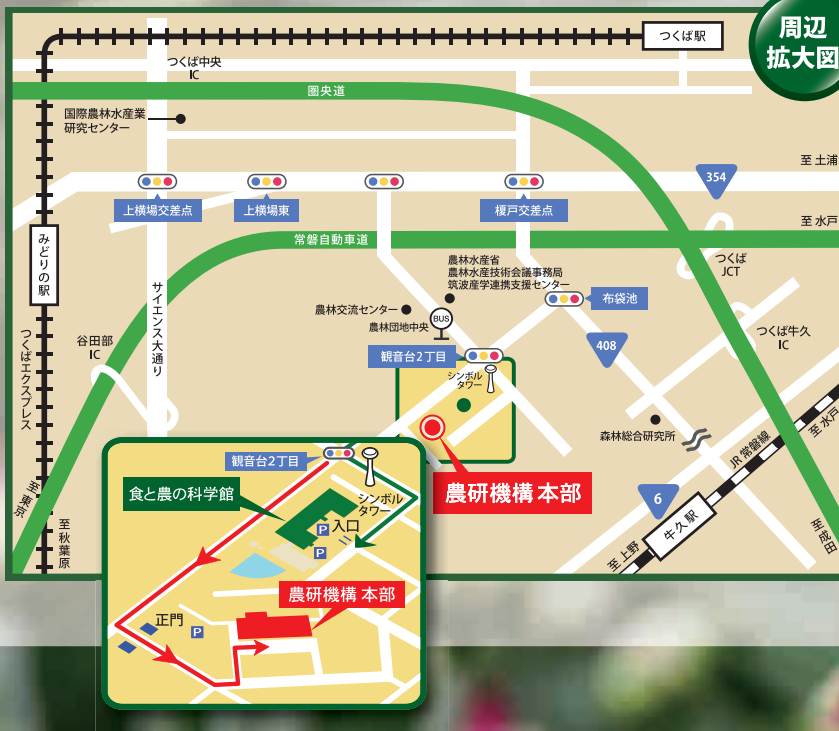 周辺
拡大図
つくば駅
つくば中央
IC
圏央道
国際農林水産業
研究センター
至 土浦
354
上横場交差点
上横場東
榎戸交差点
至 水戸
常磐自動車道
みどりの駅
つくば
JCT
農林水産省
農林水産技術会議事務局
筑波産学連携支援センター
サイエンス大通り
布袋池
農林交流センター
BUS
農林団地中央
つくば牛久
IC
つくばエクスプレス
谷田部
IC
408
観音台2丁目
シンボル
タワー
森林総合研究所
JR 常磐線
至 水戸
観音台2丁目
農研機構 本部
食と農の科学館
シンボル
タワー
6
至 東京
至 秋葉原
P
入口
P
牛久駅
至 成田
至 上野
農研機構 本部
正門
P